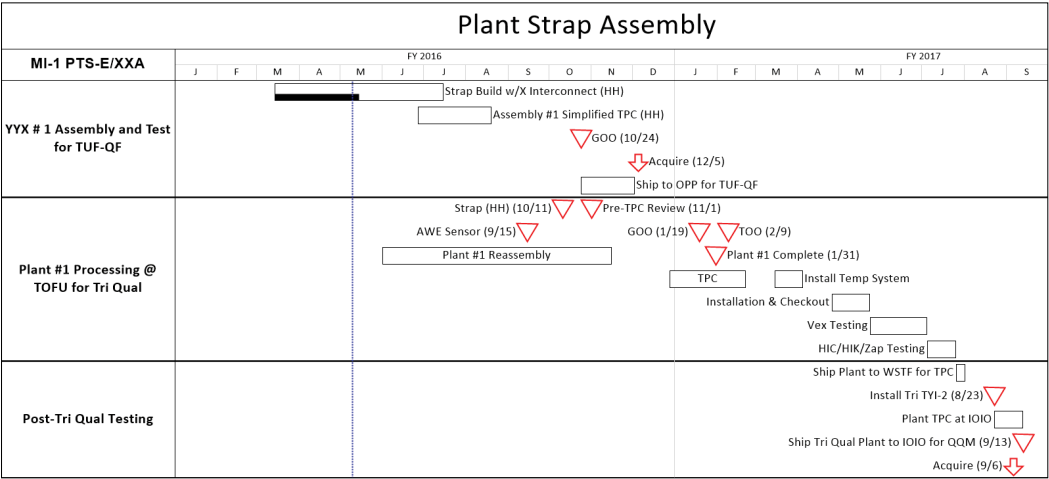 Plant Strap Assembly
MI-1 PTS-E/XXA
FY 2016
FY 2017
J F M A M J J A S O N D J F M A M J J A S
YYX # 1 Assembly and Test
for TUF-QF
Strap Build w/X Interconnect (HH)
Assembly #1 Simplified TPC (HH)
GOO (10/24)
Acquire (12/5)
Ship to OPP for TUF-QF
Plant #1 Processing @
TOFU for Tri Qual
Strap (HH) (10/11)
Pre-TPC Review (11/1)
AWE Sensor (9/15)
GOO (1/19)
TOO (2/9)
Plant #1 Reassembly
Plant #1 Complete (1/31)
TPC
Install Temp System
Installation & Checkout
Vex Testing
HIC/HIK/Zap Testing
Post-Tri Qual Testing
Ship Plant to WSTF for TPC
Install Tri TYI-2 (8/23)
Plant TPC at IOIO
Ship Tri Qual Plant to IOIO for QQM (9/13)
Acquire (9/6)